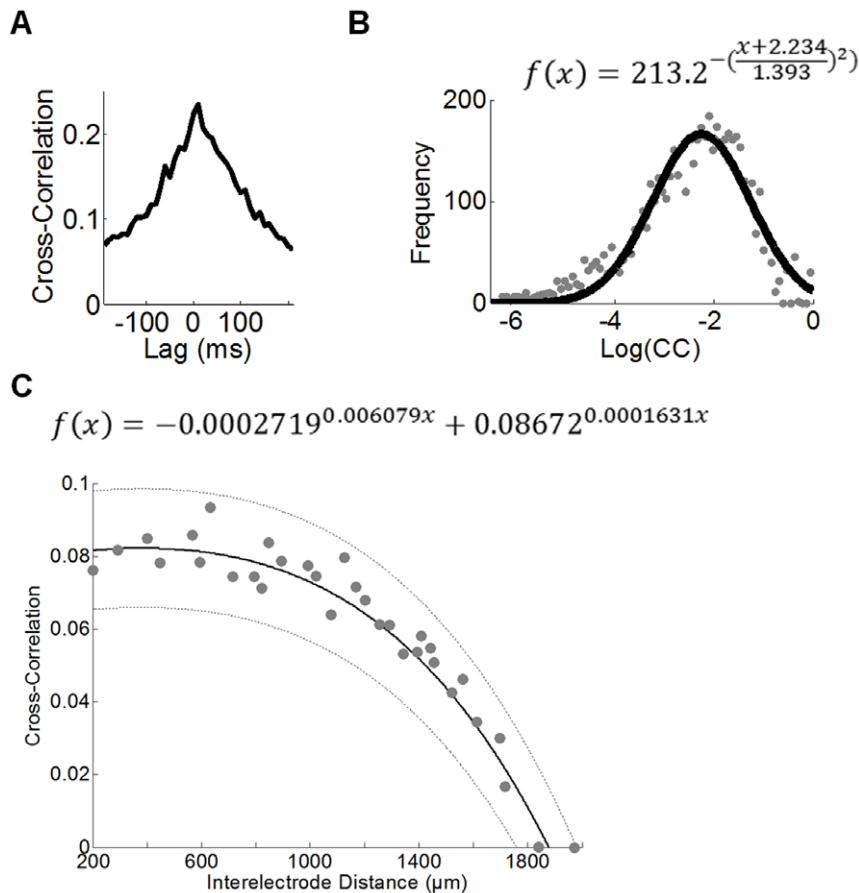 A
Cross-Correlation
0.2
0.1
0
-100 0 100
Lag (ms)
B
f(x) = 213.2^{-(\frac{x+2.234}{1.393})^2)}
Frequency
200
100
0
-6 -4 -2 0
Log(CC)
C
f(x) = −0.0002719^{0.006079x} + 0.08672^{0.0001631x}
Cross-Correlation
0.1
0.08
0.06
0.04
0.02
0
200 600 1000 1400 1800
Interelectrode Distance (μm)